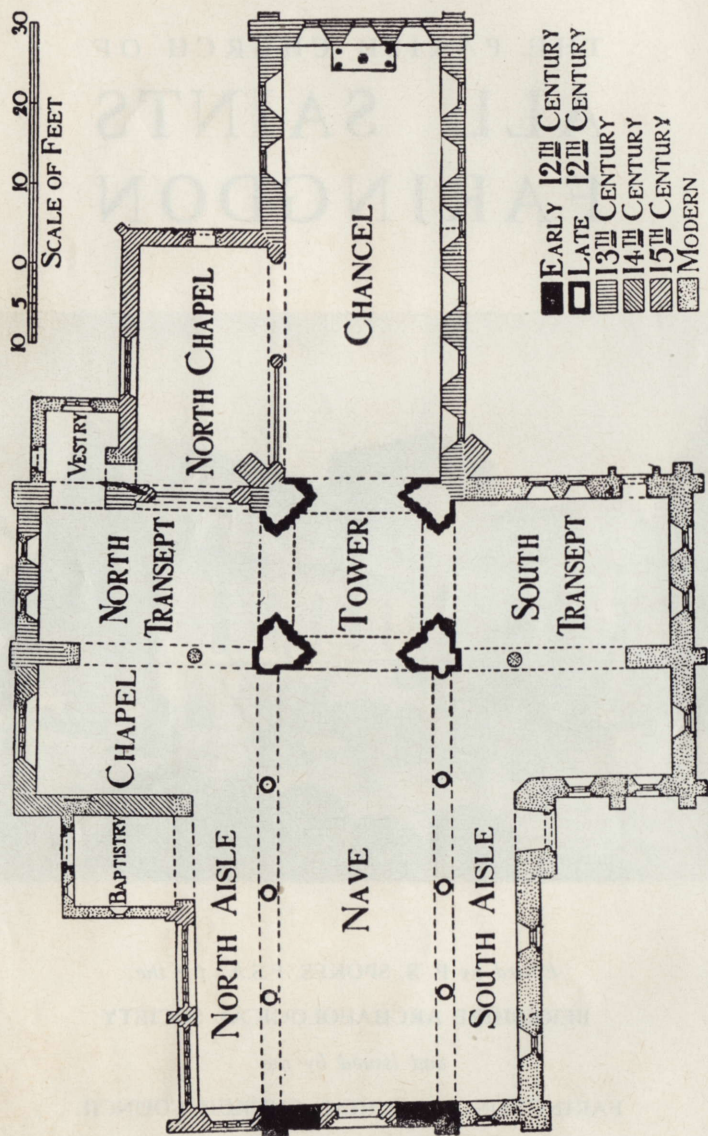 10 5 0 10 20 30
SCALE OF FEET
VESTRY
NORTH CHAPEL
CHANCEL
NORTH
TRANSEPT
TOWER
SOUTH
TRANSEPT
CHAPEL
BAPTISTRY
NORTH AISLE
NAVE
SOUTH AISLE
EARLY 12TH CENTURY
LATE 12TH CENTURY
13TH CENTURY
14TH CENTURY
15TH CENTURY
MODERN
ALL SAINTS